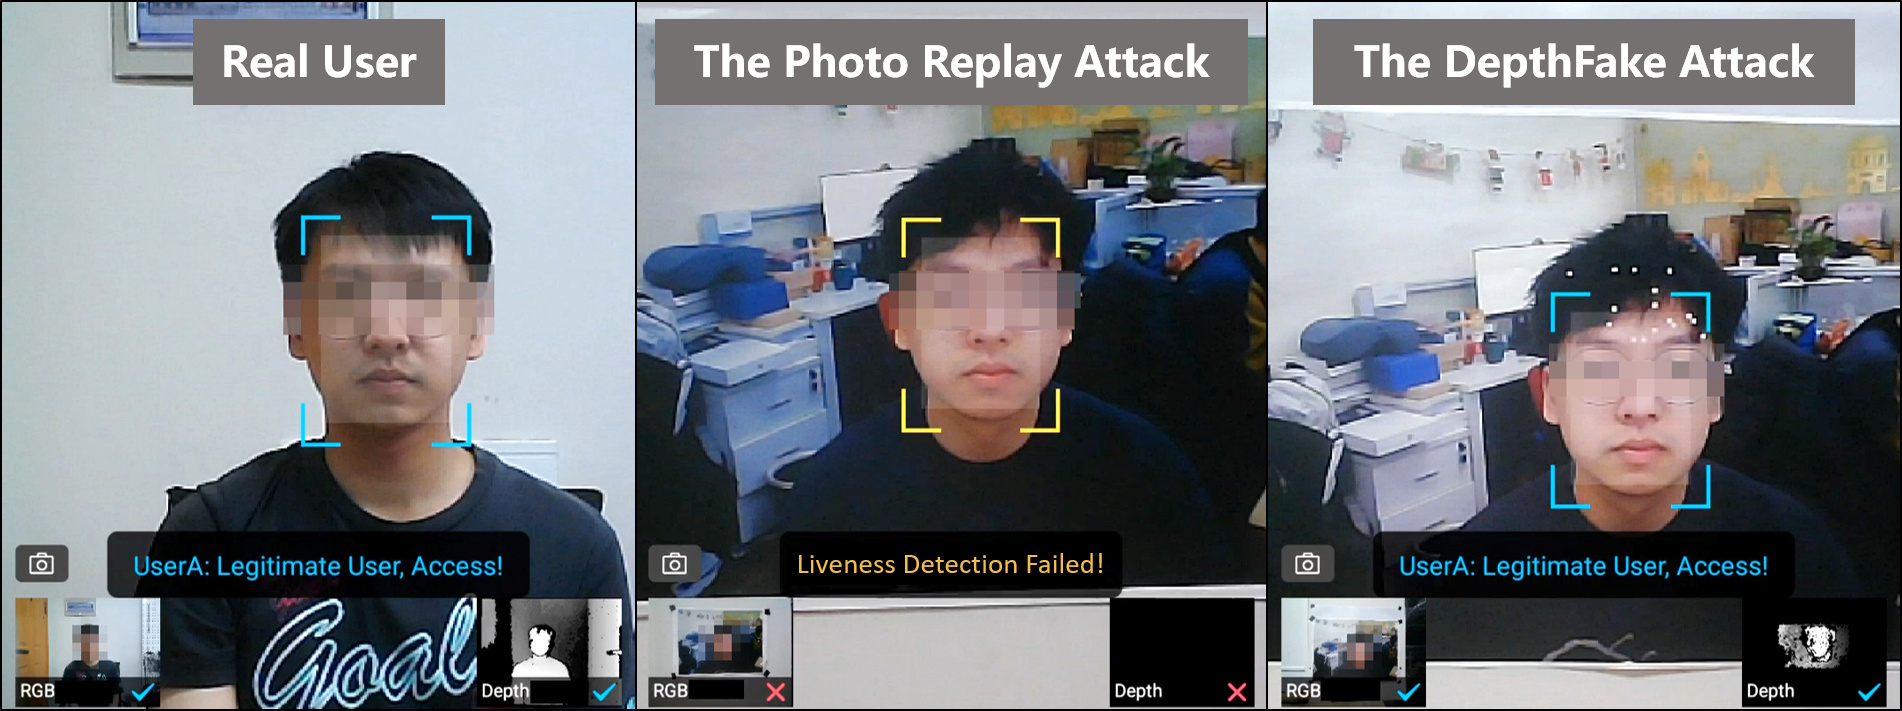 Real User
The Photo Replay Attack
The DepthFake Attack
UserA: Legitimate User, Access!
Liveness Detection Failed!
UserA: Legitimate User, Access!
Goal
RGB
Depth
RGB
Depth
RGB
Depth